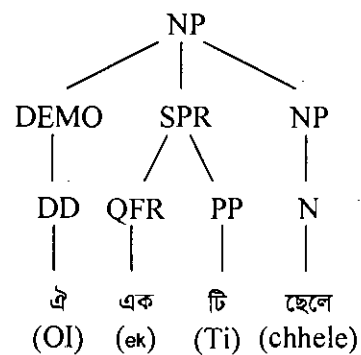 NP
DEMO SPR NP
DD QFR PP N
ঐ এক টি ছেলে
(OI) (ek) (Ti) (chhele)